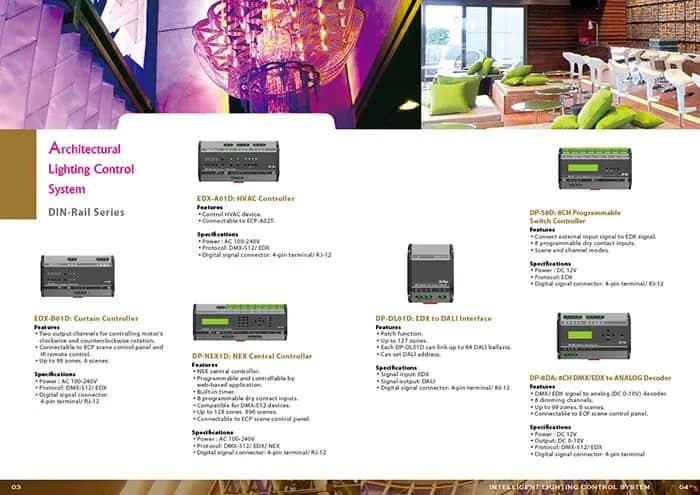 Architectural
Lighting Control
System
DIN-Rail Series
EDX-A01D: HVAC Controller
Features
• Control HVAC device.
• Connectable to ECP-A02T.
Specifications
• Power : AC 100-240V
• Protocol: DMX-512/ EDX
• Digital signal connector: 4-pin terminal/ RJ-12
EDX-B01D: Curtain Controller
Features
• Two output channels for controlling motor's
clockwise and counterclockwise rotation.
• Connectable to ECP scene control panel and
IR remote control.
• Up to 99 zones. 6 scenes.
Specifications
• Power : AC 100-240V
• Protocol: DMX-512/ EDX
• Digital signal connector:
4-pin terminal/ RJ-12
DP-NEX1D: NEX Central Controller
Features
• NEX central controller.
• Programmable and controllable by
web-based application.
• Built-in timer.
• 8 programmable dry contact inputs.
• Compatible for DMX-512 devices.
• Up to 128 zones. 896 scenes.
• Connectable to ECP scene control panel.
Specifications
• Power : AC 100-240V
• Protocol: DMX-512/ EDX/ NEX
• Digital signal connector: 4-pin terminal/ RJ-12
DP-DL01D: EDX to DALI Interface
Features
• Patch function.
• Up to 127 zones.
• Each DP-DL01D can link up to 64 DALI ballasts.
• Can set DALI address.
Specifications
• Signal input: EDX
• Signal output: DALI
• Digital signal connector: 4-pin terminal/ RJ-12
DP-S8D: 8CH Programmable
Switch Controller
Features
• Convert external input signal to EDX signal.
• 8 programmable dry contact inputs.
• Scene and channel modes.
Specifications
• Power : DC 12V
• Protocol: EDX
• Digital signal connector: 4-pin terminal/ RJ-12
DP-8DA: 8CH DMX/EDX to ANALOG Decoder
Features
• DMX/ EDX signal to analog (DC 0-10V) decoder.
• 8 dimming channels.
• Up to 99 zones. 6 scenes.
• Connectable to ECP scene control panel.
Specifications
• Power : DC 12V
• Output: DC 0-10V
• Protocol: DMX-512/ EDX
• Digital signal connector: 4-pin terminal
03
INTELLIGENT LIGHTING CONTROL SYSTEM
04